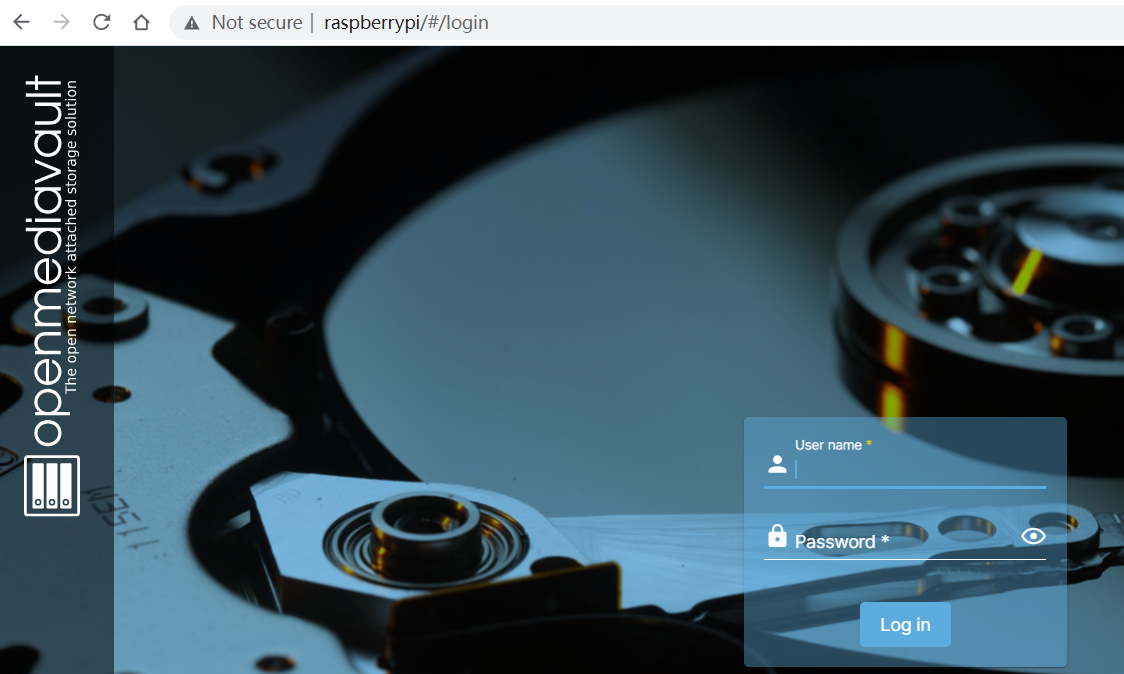 Not secure | raspberrypi/#/login
openmediavault
The open network attached storage solution
User name *
Password *
Log in